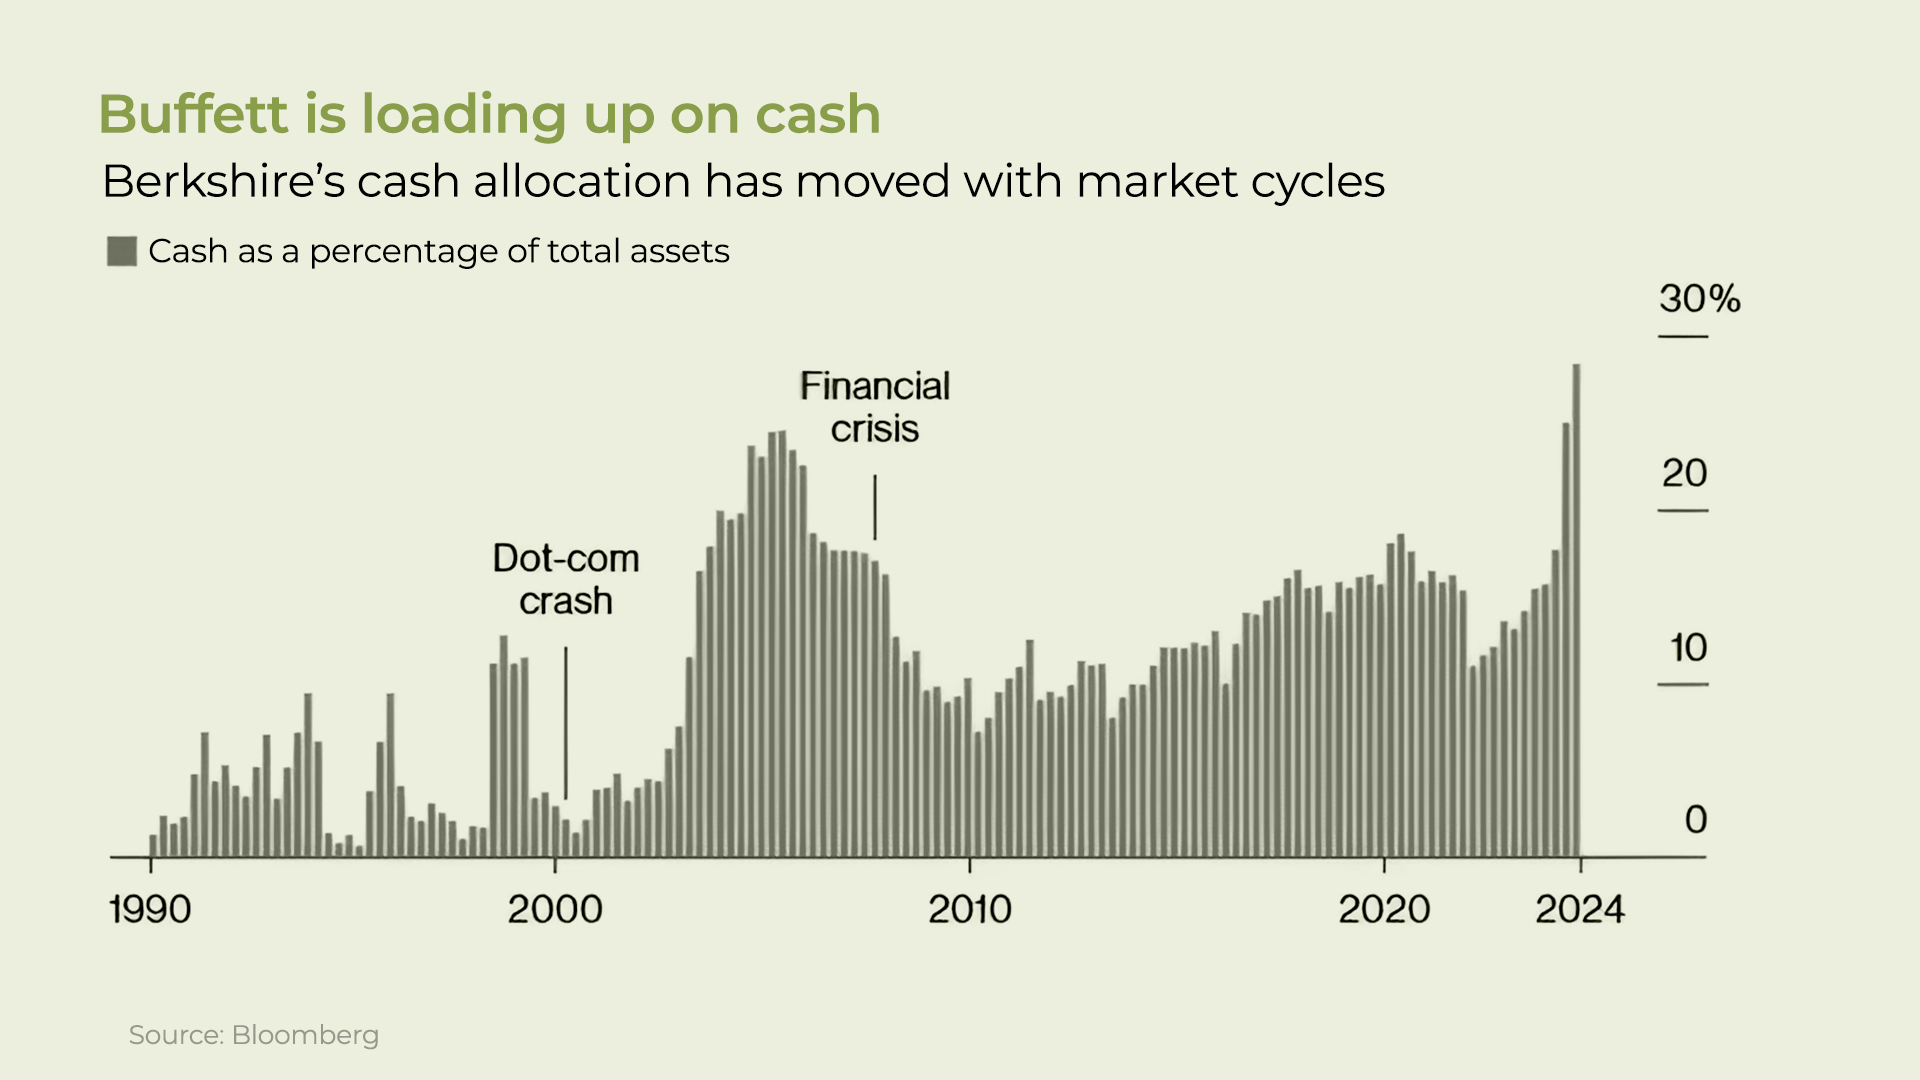 Buffett is loading up on cash
Berkshire’s cash allocation has moved with market cycles
Cash as a percentage of total assets
30%
Financial
crisis
20
Dot-com
crash
10
0
1990
2000
2010
2020
2024
Source: Bloomberg